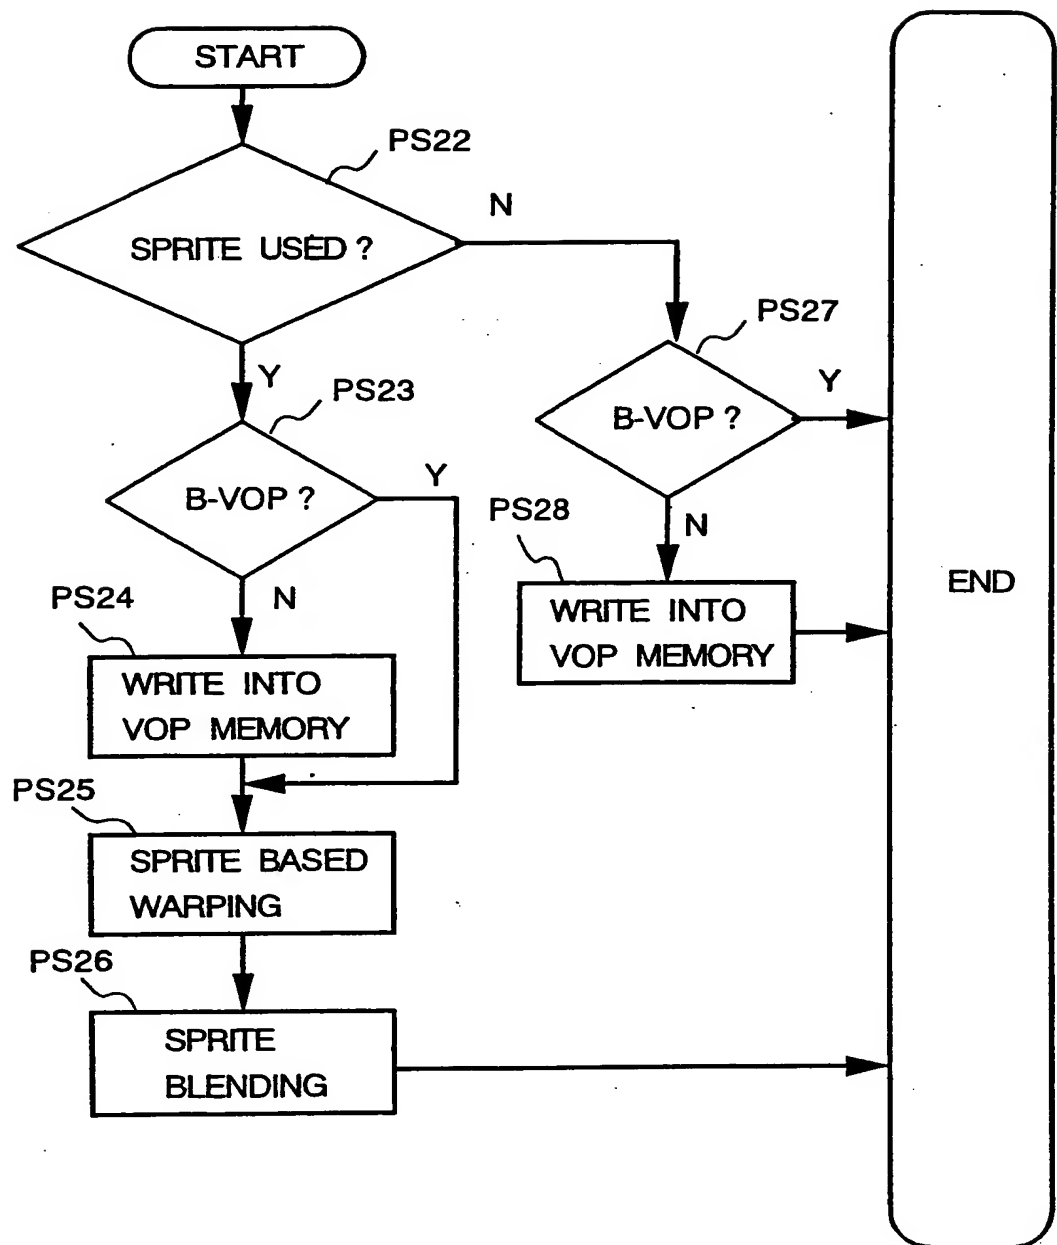 START
PS22
N
SPRITE USED ?
PS27
Y
PS23
Y
B-VOP ?
Y
B-VOP ?
PS28
N
PS24
N
END
WRITE INTO
VOP MEMORY
WRITE INTO
VOP MEMORY
PS25
SPRITE BASED
WARPING
PS26
SPRITE
BLENDING